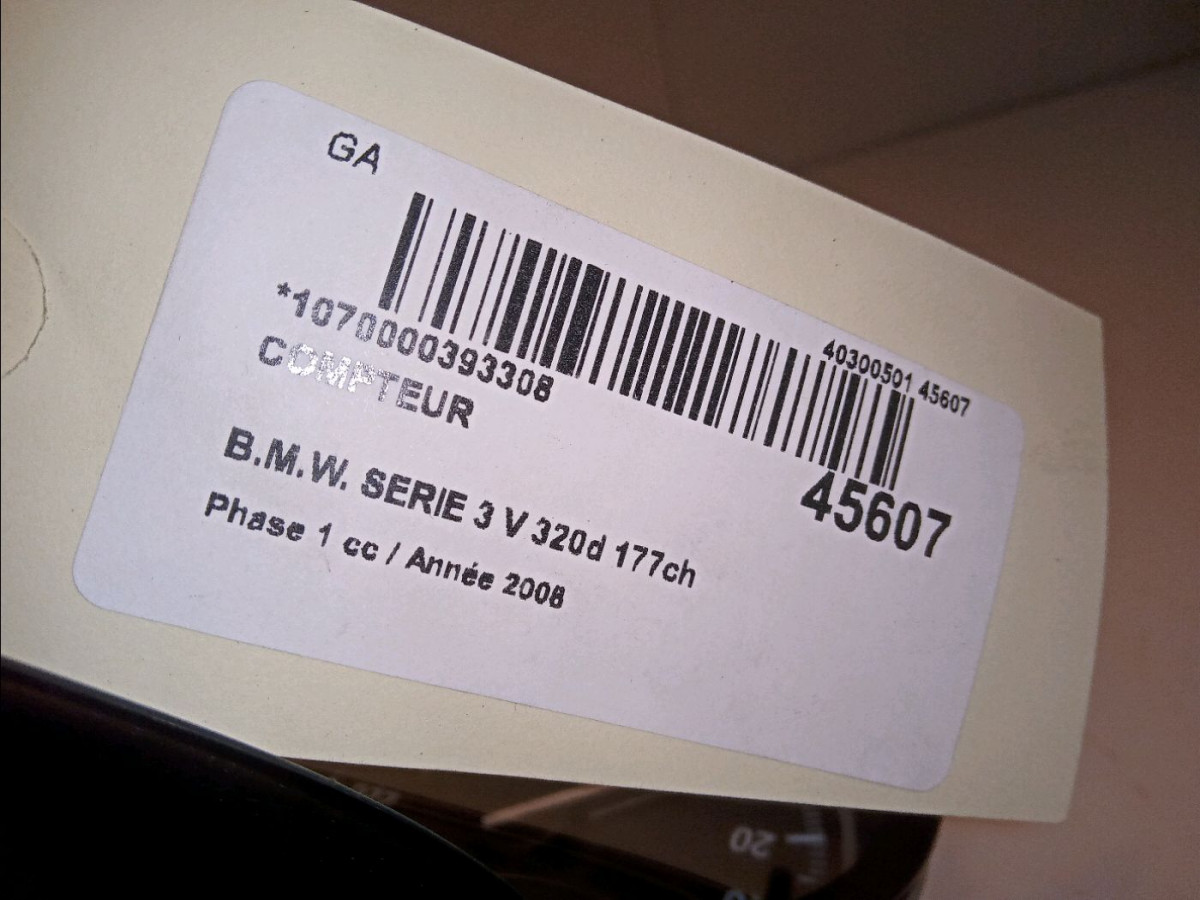 GA
40300501 45607
*1070000393308
45607
COMPTEUR
B.M.W. SERIE 3 V 320d 177ch
Phase 1 cc / Année 2008
20